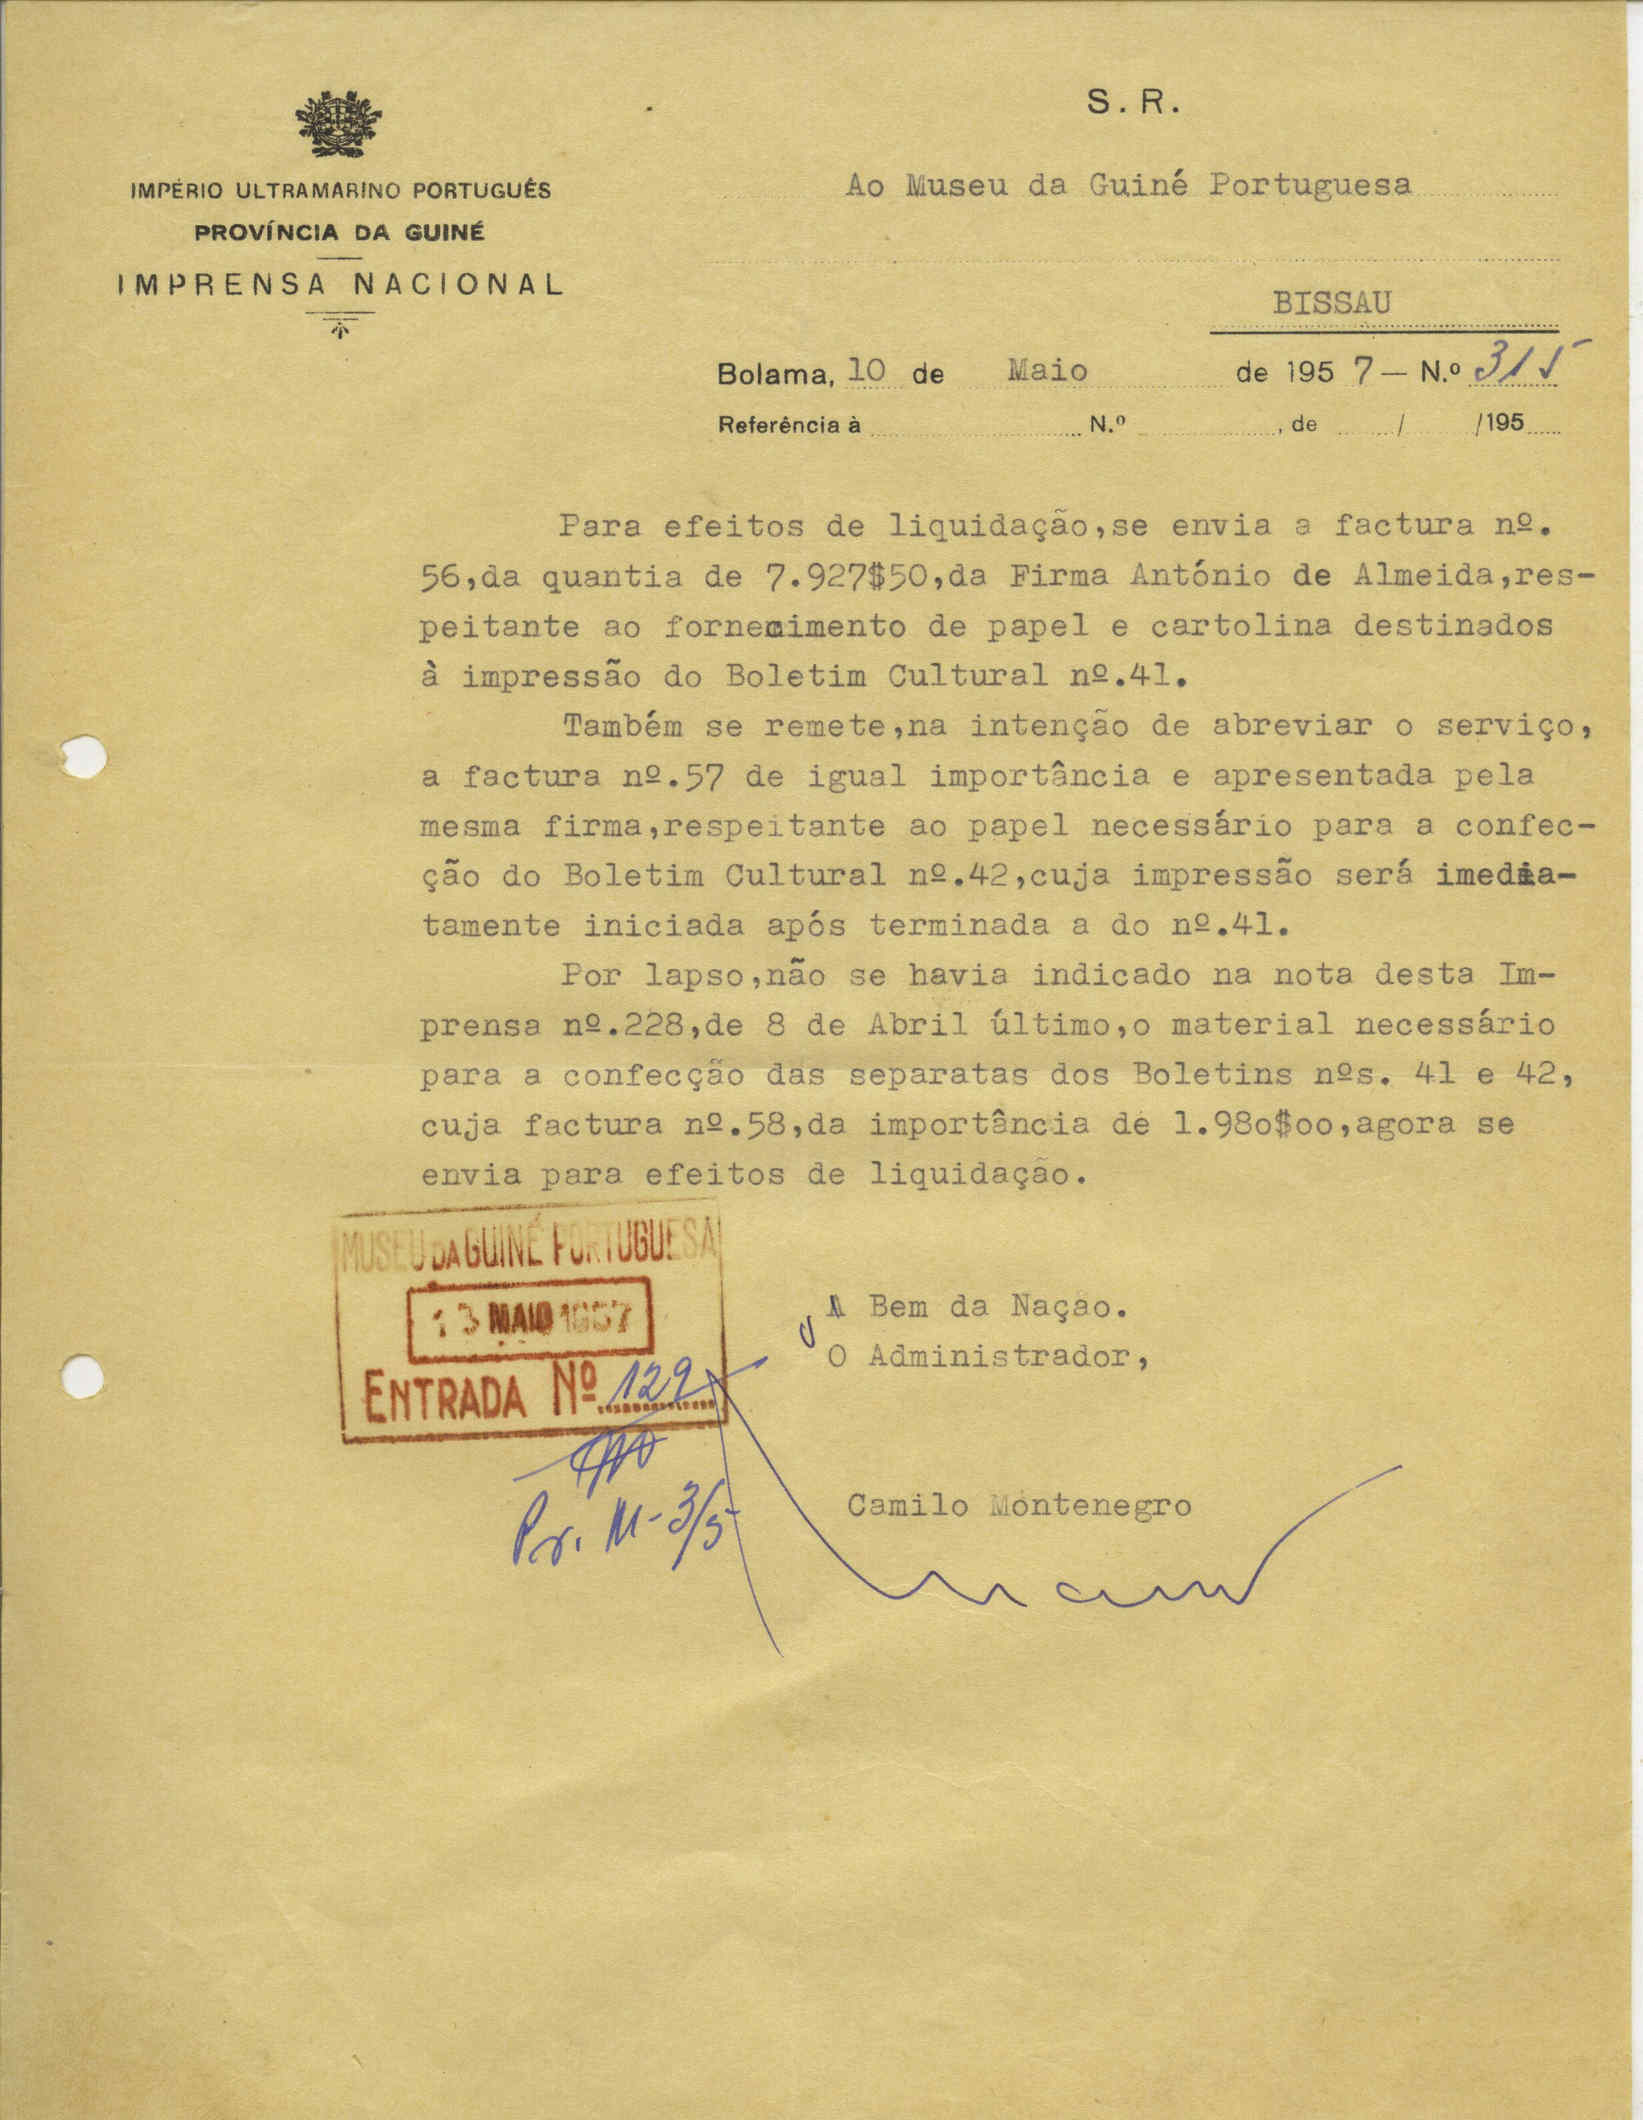 S. R.
IMPÉRIO ULTRAMARINO PORTUGUÊS
PROVÍNCIA DA GUINÉ
IMPRENSA NACIONAL
Ao Museu da Guiné Portuguesa
BISSAU
Bolama, 10 de Maio de 195 7 — N.º 315
Referência à N.º , de / /195
Para efeitos de liquidação,se envia a factura nº.
56,da quantia de 7.927$50,da Firma António de Almeida,res-
peitante ao fornecimento de papel e cartolina destinados
à impressão do Boletim Cultural nº.41.
Também se remete,na intenção de abreviar o serviço,
a factura nº.57 de igual importância e apresentada pela
mesma firma,respeitante ao papel necessário para a confec-
ção do Boletim Cultural nº.42,cuja impressão será imedia-
tamente iniciada após terminada a do nº.41.
Por lapso,não se havia indicado na nota desta Im-
prensa nº.228,de 8 de Abril último,o material necessário
para a confecção das separatas dos Boletins nºs. 41 e 42,
cuja factura nº.58,da importância de 1.98o$oo,agora se
envia para efeitos de liquidação.
MUSEU DA GUINÉ PORTUGUESA
13 MAIO 1957
ENTRADA Nº 129
Pr. M-3/5
A Bem da Nação.
O Administrador,
Camilo Montenegro